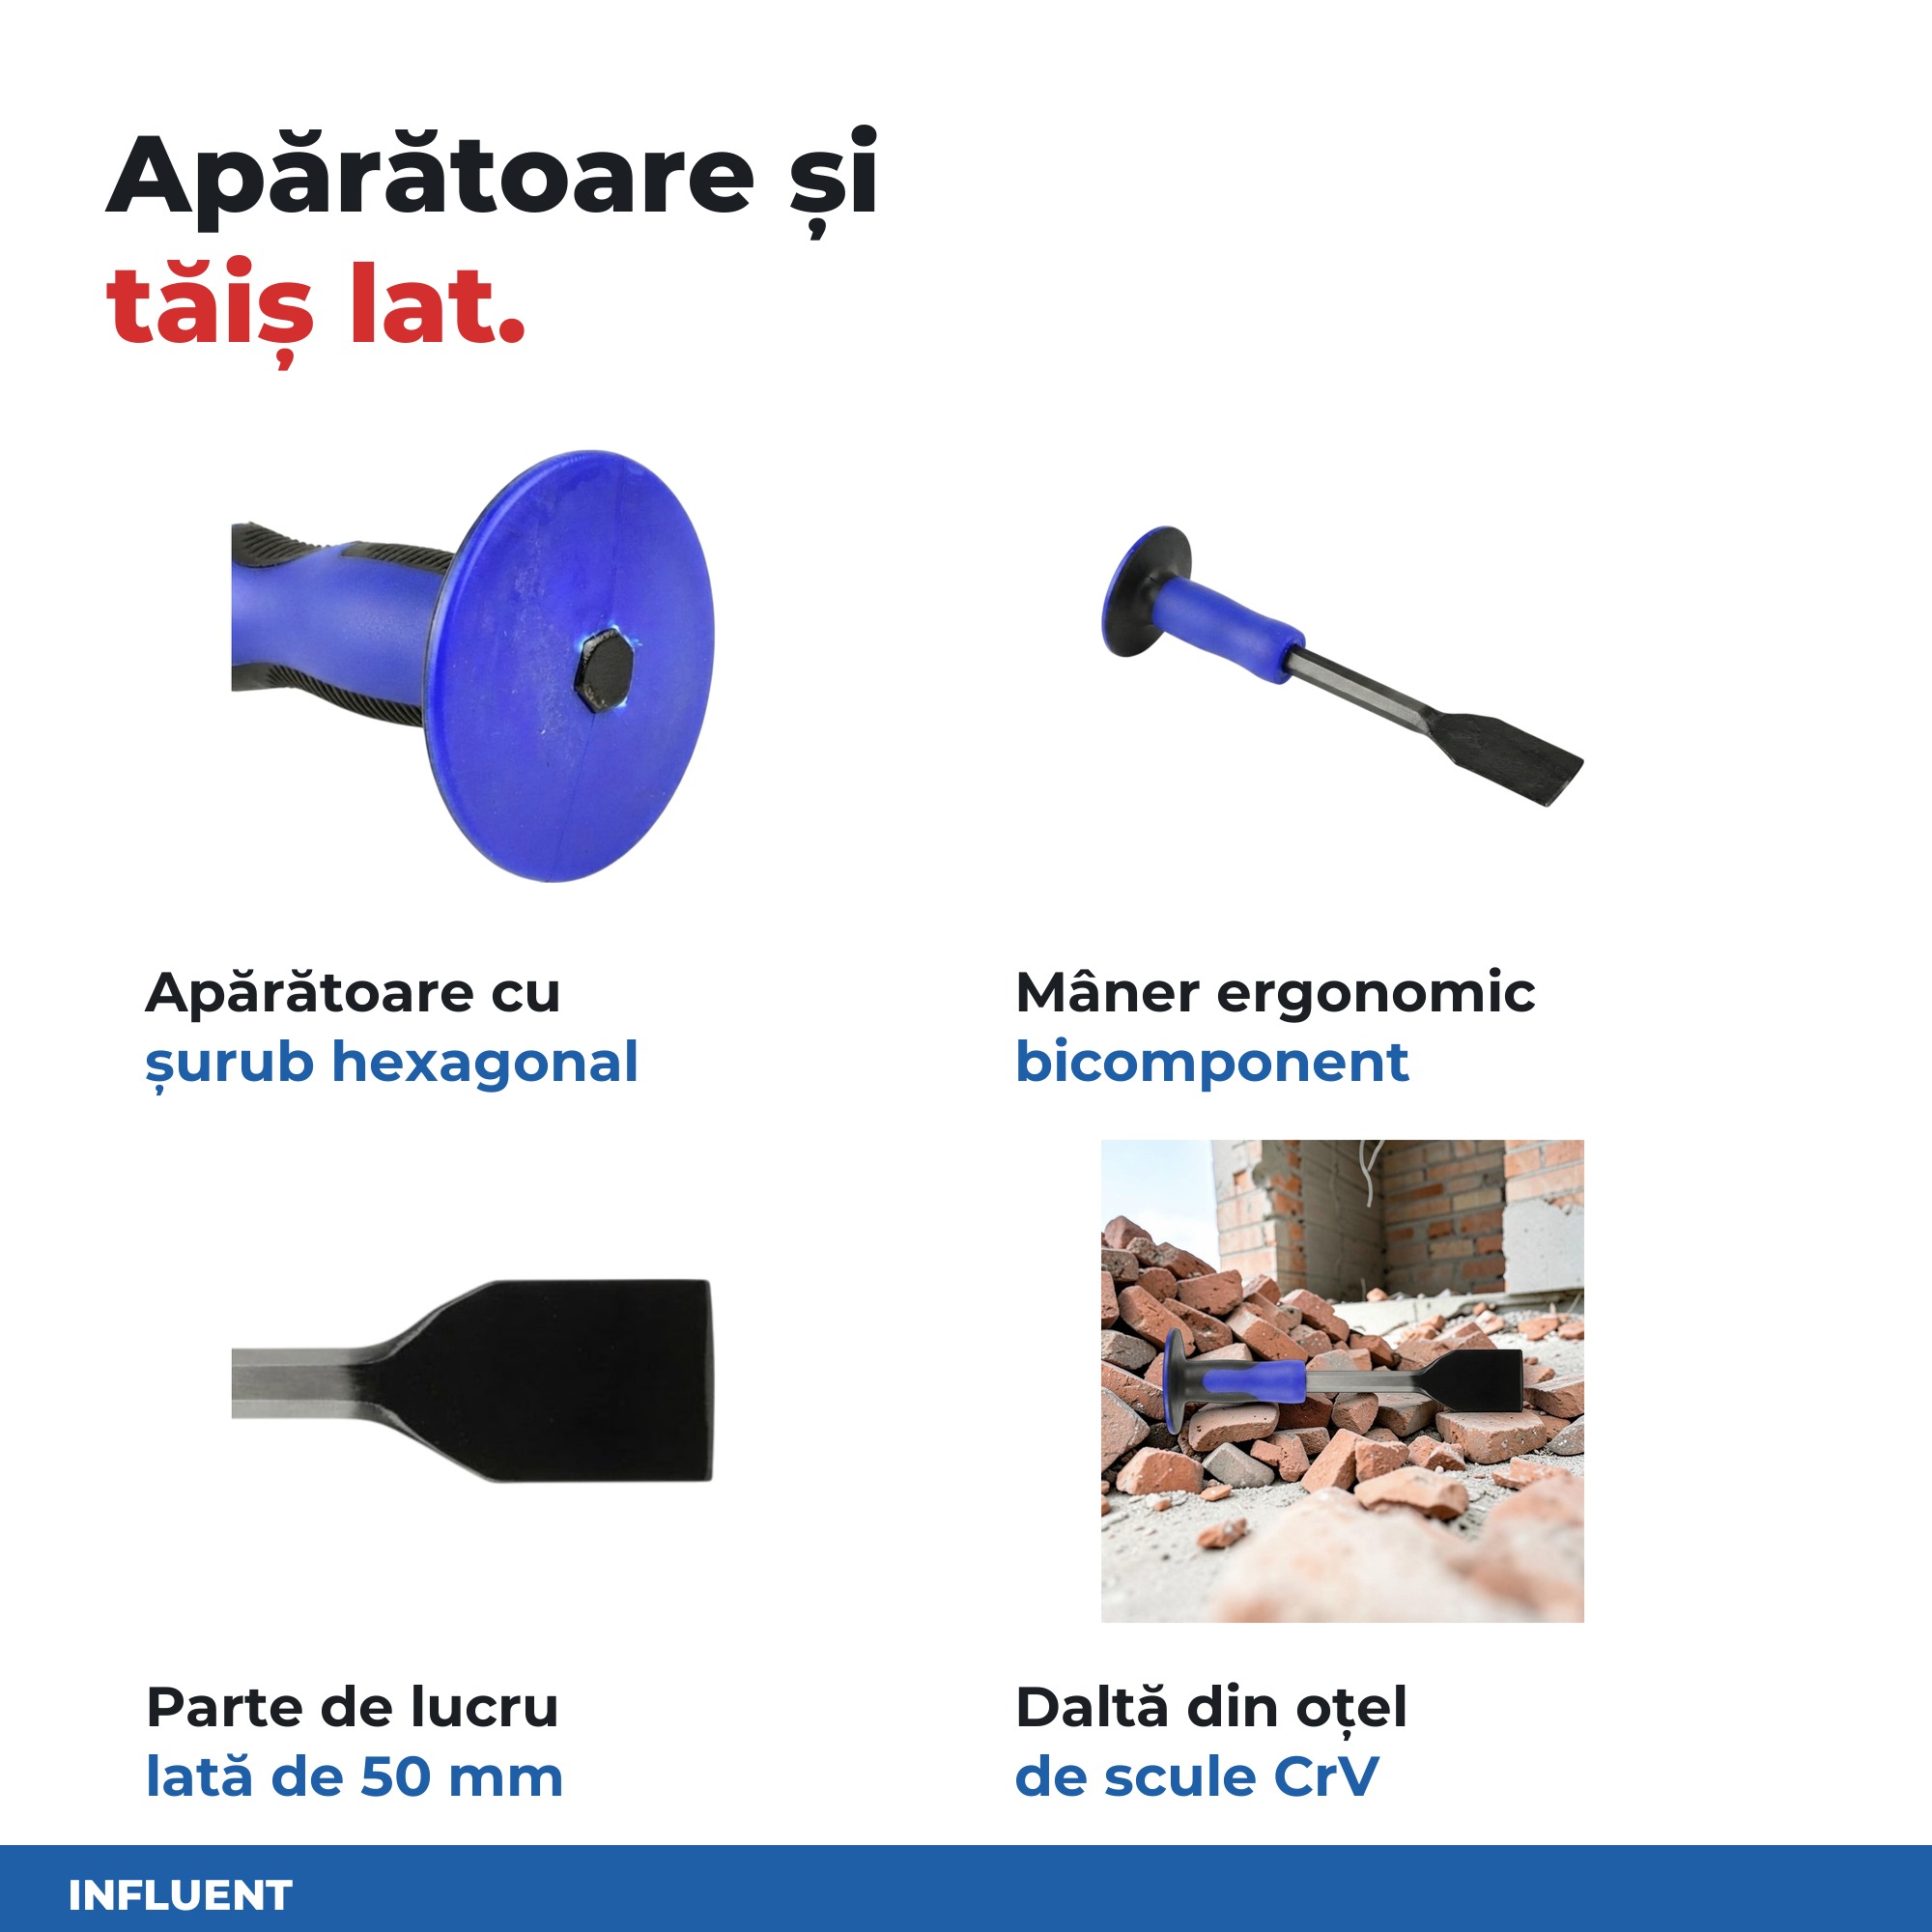 Apărătoare și
tăiș lat.
Apărătoare cu
șurub hexagonal
Mâner ergonomic
bicomponent
Parte de lucru
lată de 50 mm
Daltă din oțel
de scule CrV
INFLUENT